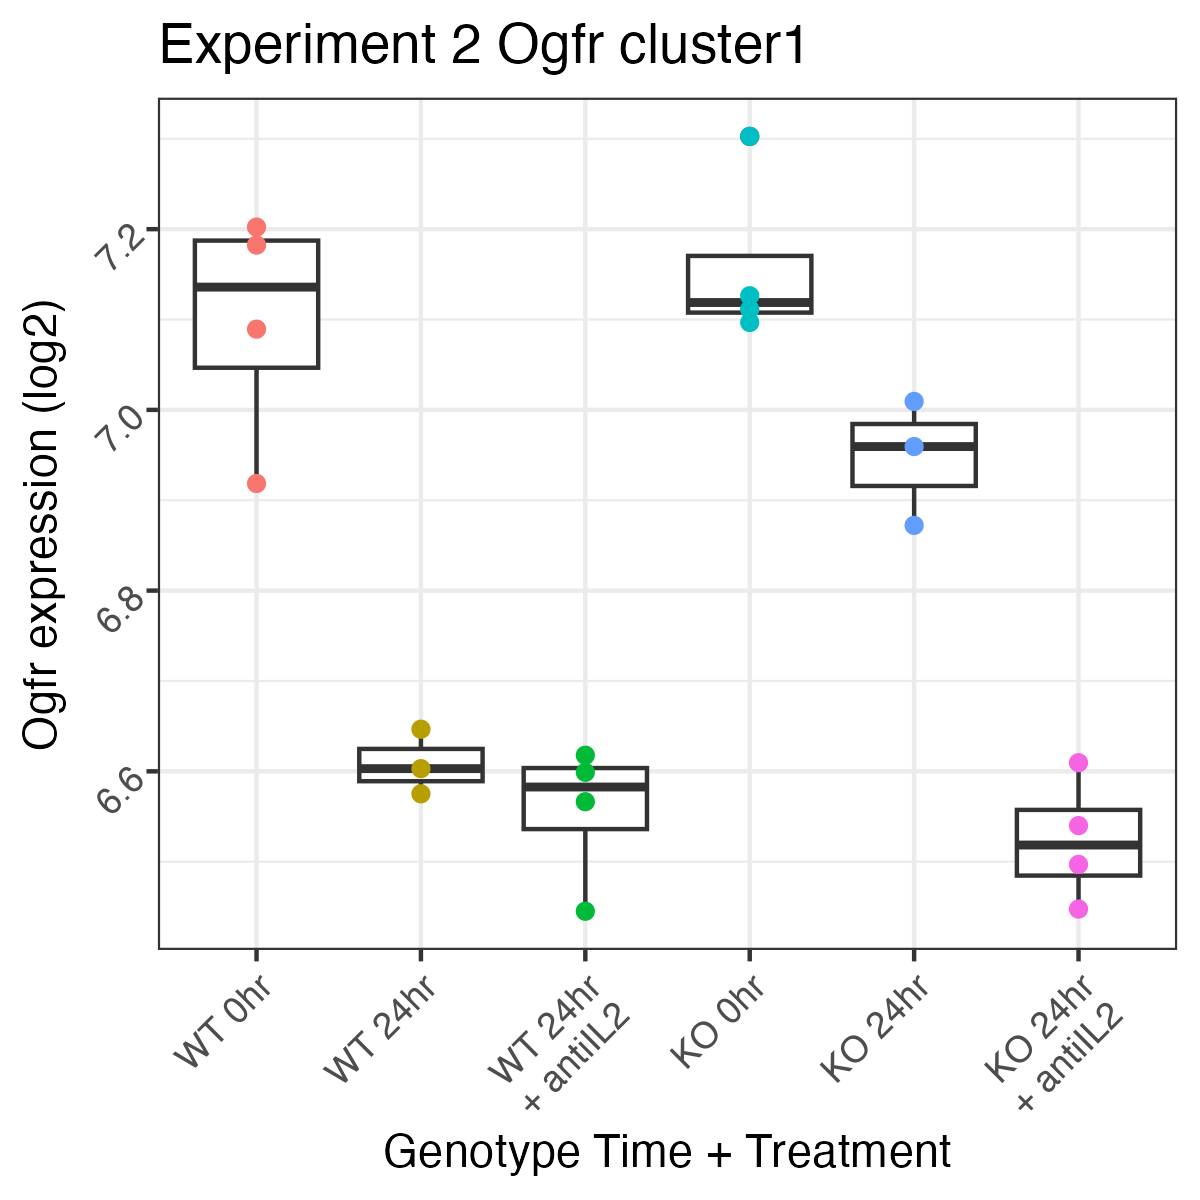 Experiment 2 Ogfr cluster1
Ogfr expression (log2)
7.2
7.0
6.8
6.6
WT 0hr
WT 24hr
WT 24hr
+ antiIL2
KO 0hr
KO 24hr
KO 24hr
+ antiIL2
Genotype Time + Treatment